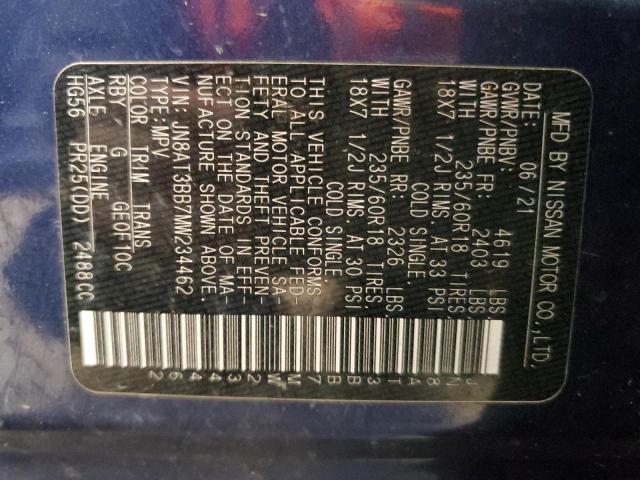 MFD BY NISSAN MOTOR CO.,LTD.
DATE: 06/21
GVWR/PNBV: 4619 LBS.
GAWR/PNBE FR: 2403 LBS.
WITH 235/60R18 TIRES,
18X7 1/2J RIMS, AT 33 PSI
COLD SINGLE.
GAWR/PNBE RR: 2326 LBS.
WITH 235/60R18 TIRES,
18X7 1/2J RIMS, AT 30 PSI
COLD SINGLE.
THIS VEHICLE CONFORMS
TO ALL APPLICABLE FED-
ERAL MOTOR VEHICLE SA-
FETY AND THEFT PREVEN-
TION STANDARDS IN EFF-
ECT ON THE DATE OF MA-
NUFACTURE SHOWN ABOVE.
VIN:JN8AT3BB7MW234462
TYPE:MPV
COLOR TRIM TRANS
RBY G GEOF10C
AXLE ENGINE
HG56 PR25(DD) 2488CC
JN8AT3BB7MW234462